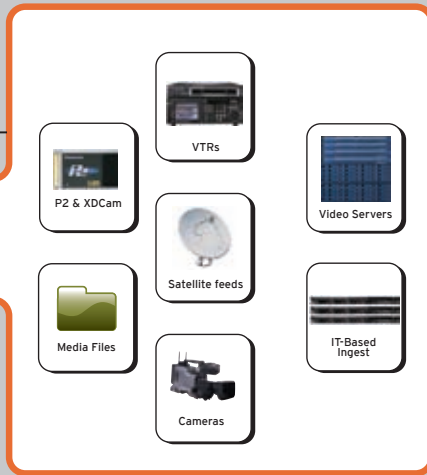 VTRs
P2 & XDCam
Video Servers
Satellite feeds
Media Files
IT-Based
Ingest
Cameras